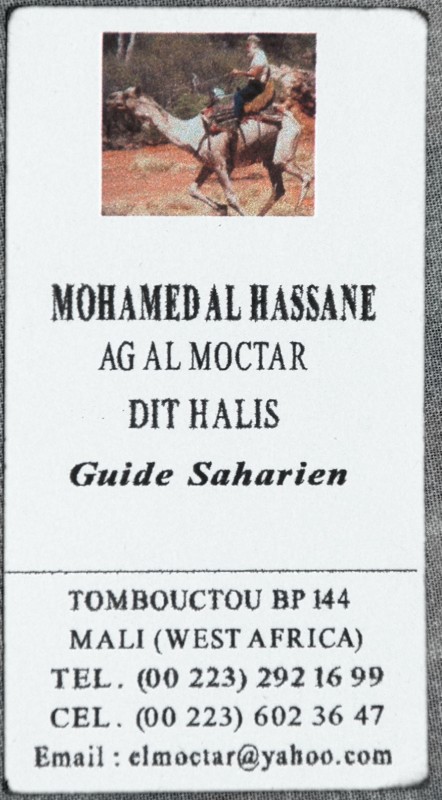 MOHAMED AL HASSANE
AG AL MOCTAR
DIT HALIS
Guide Saharien
TOMBOUCTOU BP 144
MALI (WEST AFRICA)
TEL. (00 223) 292 16 99
CEL. (00 223) 602 36 47
Email : elmoctar@yahoo.com